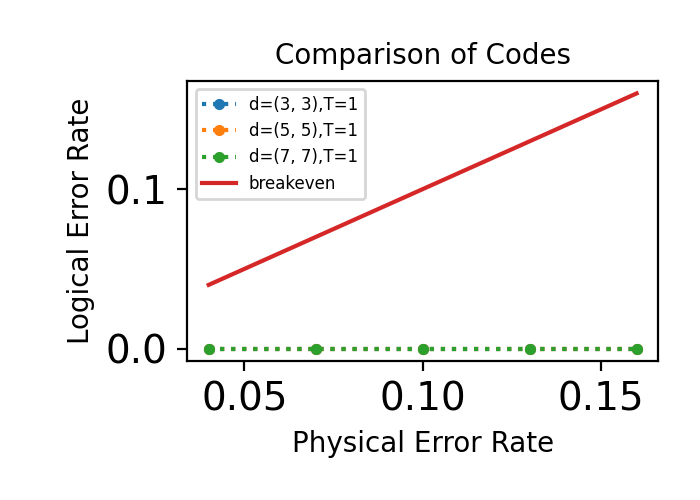 Comparison of Codes
d=(3, 3),T=1
d=(5, 5),T=1
d=(7, 7),T=1
breakeven
Logical Error Rate
0.1
0.0
0.05 0.10 0.15
Physical Error Rate